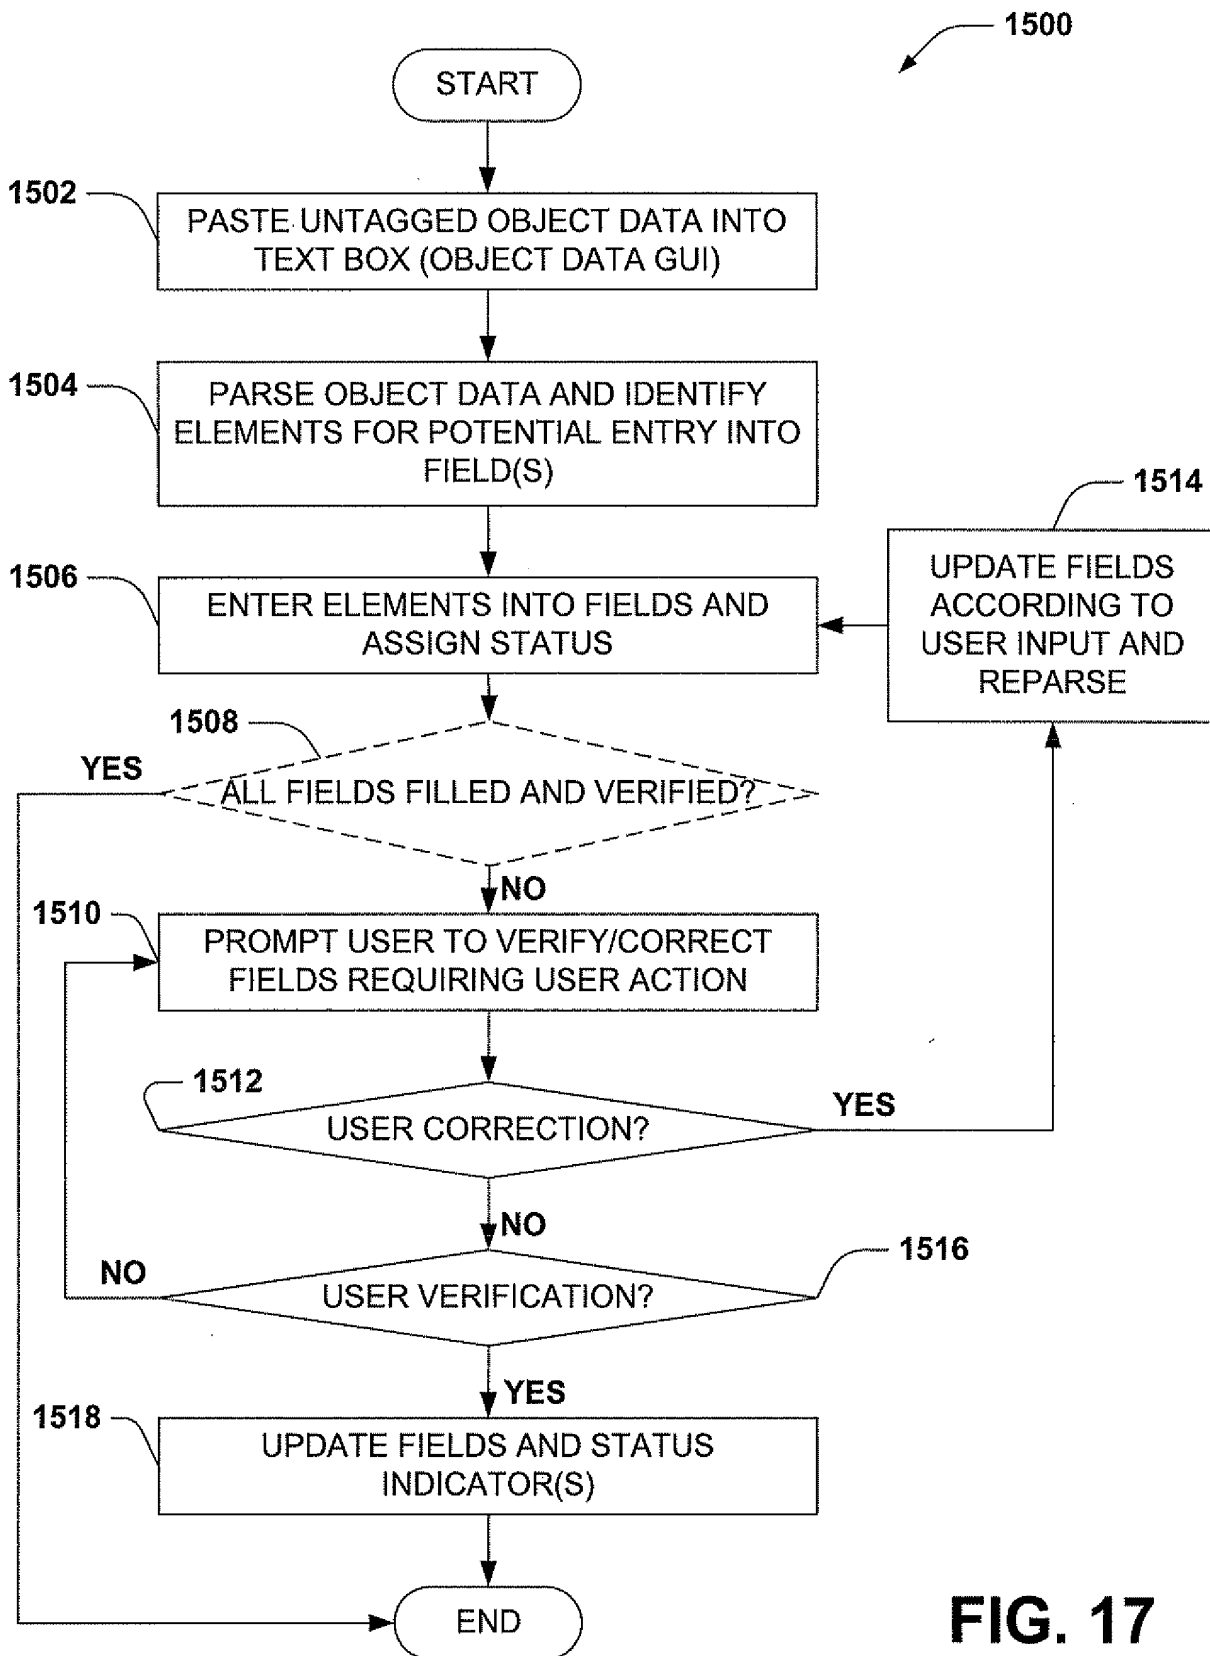 1500
START
1502
PASTE UNTAGGED OBJECT DATA INTO
TEXT BOX (OBJECT DATA GUI)
1504
PARSE OBJECT DATA AND IDENTIFY
ELEMENTS FOR POTENTIAL ENTRY INTO
FIELD(S)
1514
UPDATE FIELDS
ACCORDING TO
USER INPUT AND
REPARSE
1506
ENTER ELEMENTS INTO FIELDS AND
ASSIGN STATUS
1508
YES
ALL FIELDS FILLED AND VERIFIED?
NO
1510
PROMPT USER TO VERIFY/CORRECT
FIELDS REQUIRING USER ACTION
1512
YES
USER CORRECTION?
NO
1516
NO
USER VERIFICATION?
YES
1518
UPDATE FIELDS AND STATUS
INDICATOR(S)
END
FIG. 17